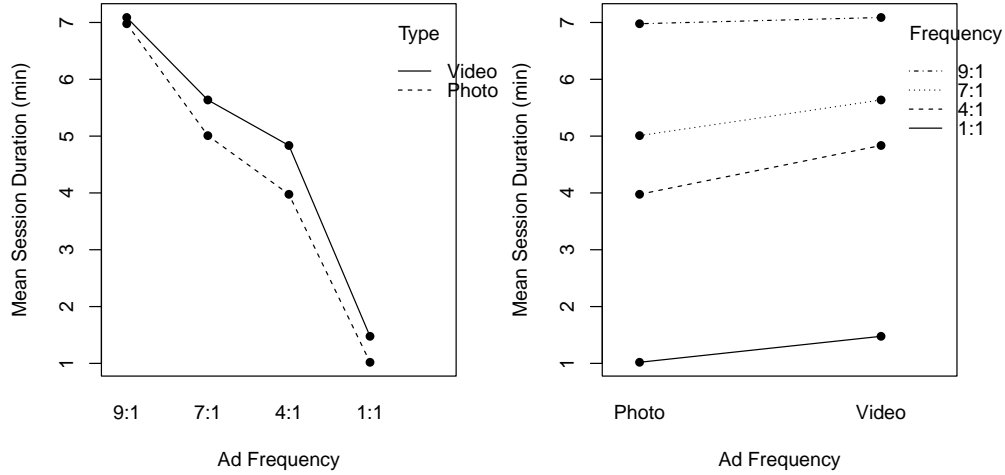 Mean Session Duration (min)
7
6
5
4
3
2
1
9:1
7:1
4:1
1:1
Ad Frequency
Type
Video
Photo
Mean Session Duration (min)
7
6
5
4
3
2
1
Photo
Video
Ad Frequency
Frequency
9:1
7:1
4:1
1:1